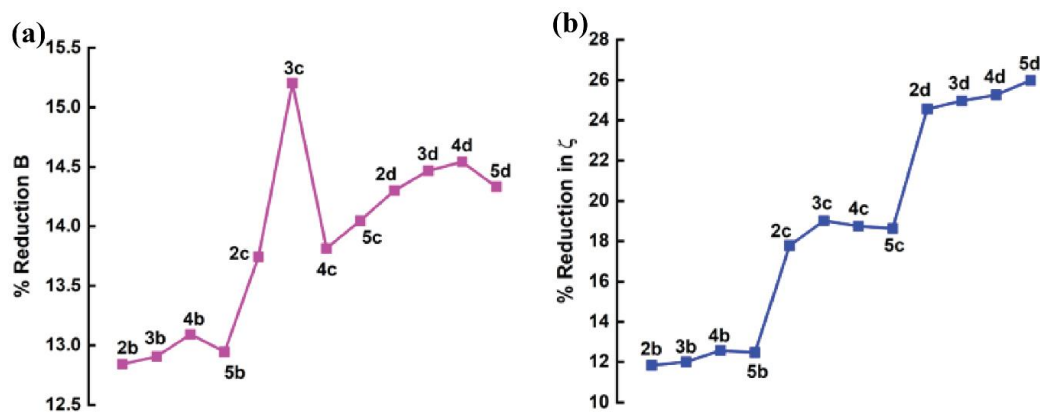 (a)
15.5
15.0
14.5
14.0
13.5
13.0
12.5
% Reduction B
2b
3b
4b
5b
2c
3c
4c
5c
2d
3d
4d
5d
(b)
28
26
24
22
20
18
16
14
12
10
% Reduction in ζ
2b
3b
4b
5b
2c
3c
4c
5c
2d
3d
4d
5d